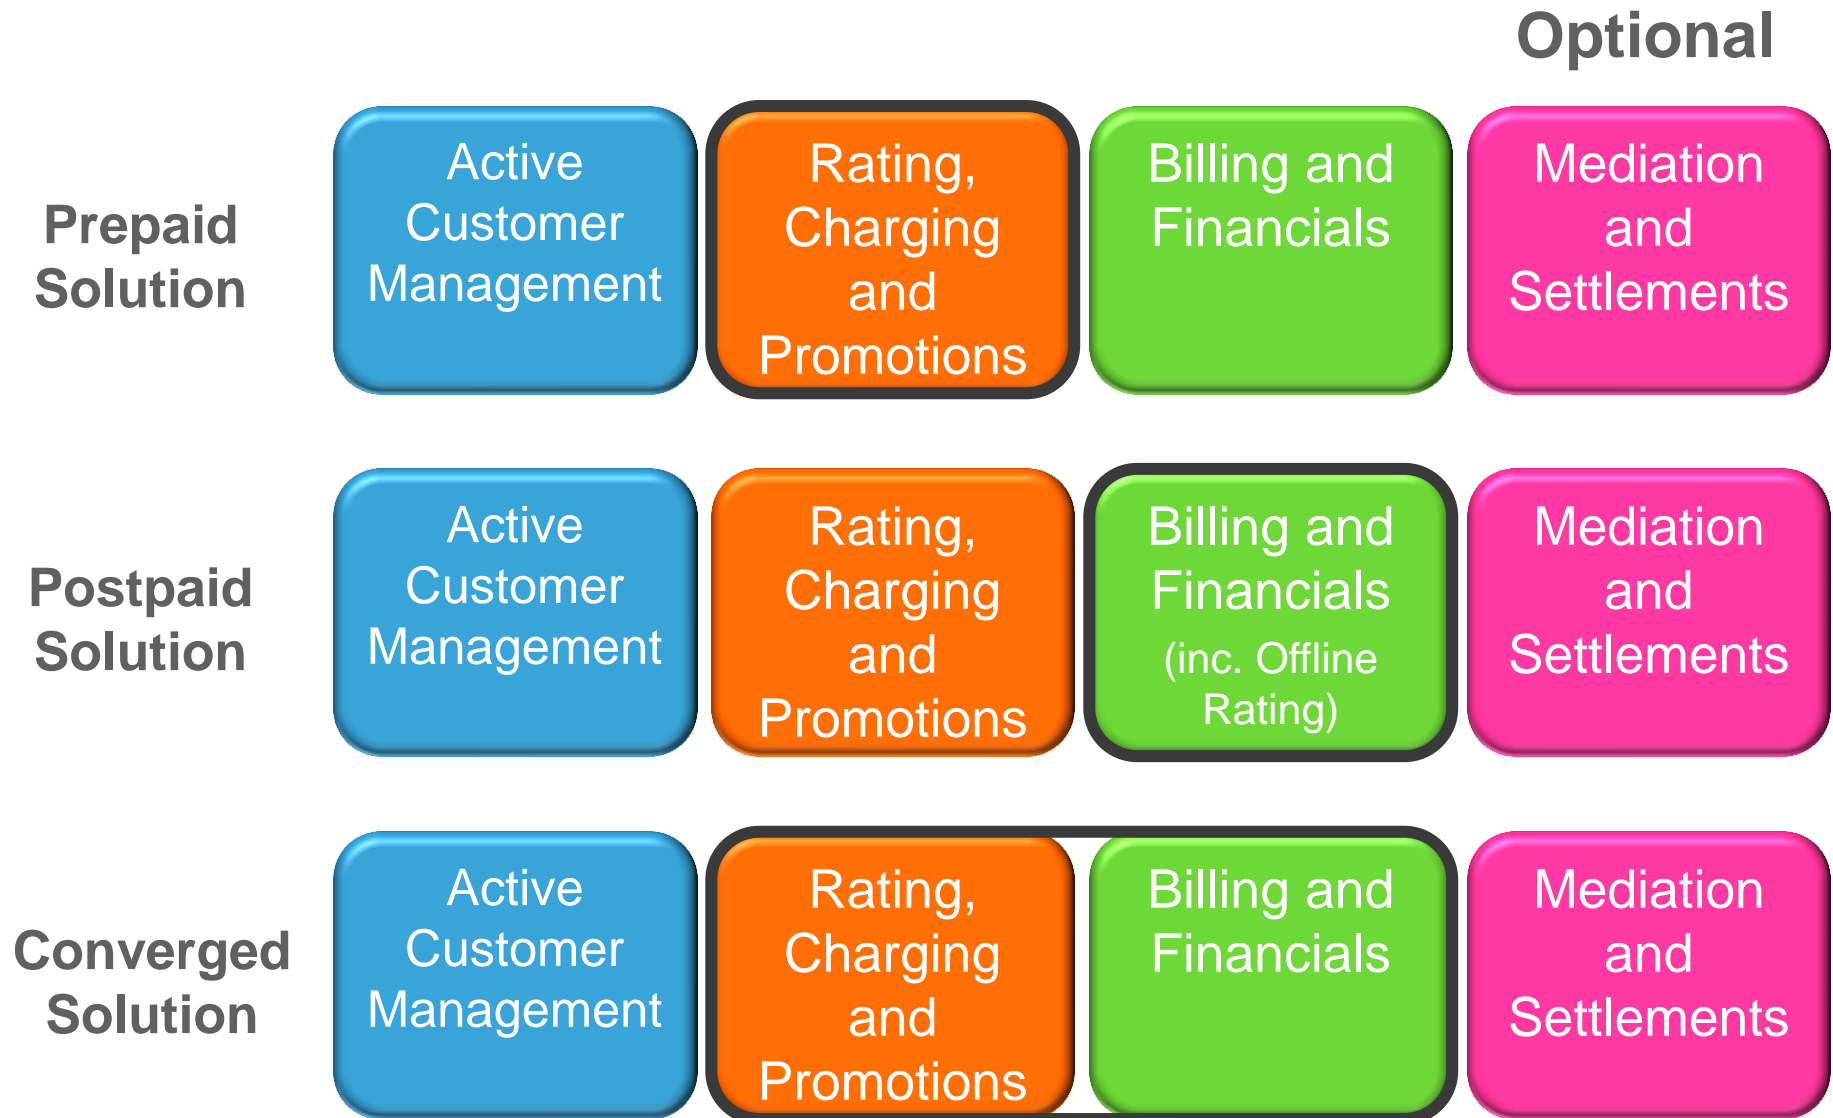 Optional
Prepaid
Solution
Active
Customer
Management
Rating,
Charging
and
Promotions
Billing and
Financials
Mediation
and
Settlements
Postpaid
Solution
Active
Customer
Management
Rating,
Charging
and
Promotions
Billing and
Financials
(inc. Offline
Rating)
Mediation
and
Settlements
Converged
Solution
Active
Customer
Management
Rating,
Charging
and
Promotions
Billing and
Financials
Mediation
and
Settlements